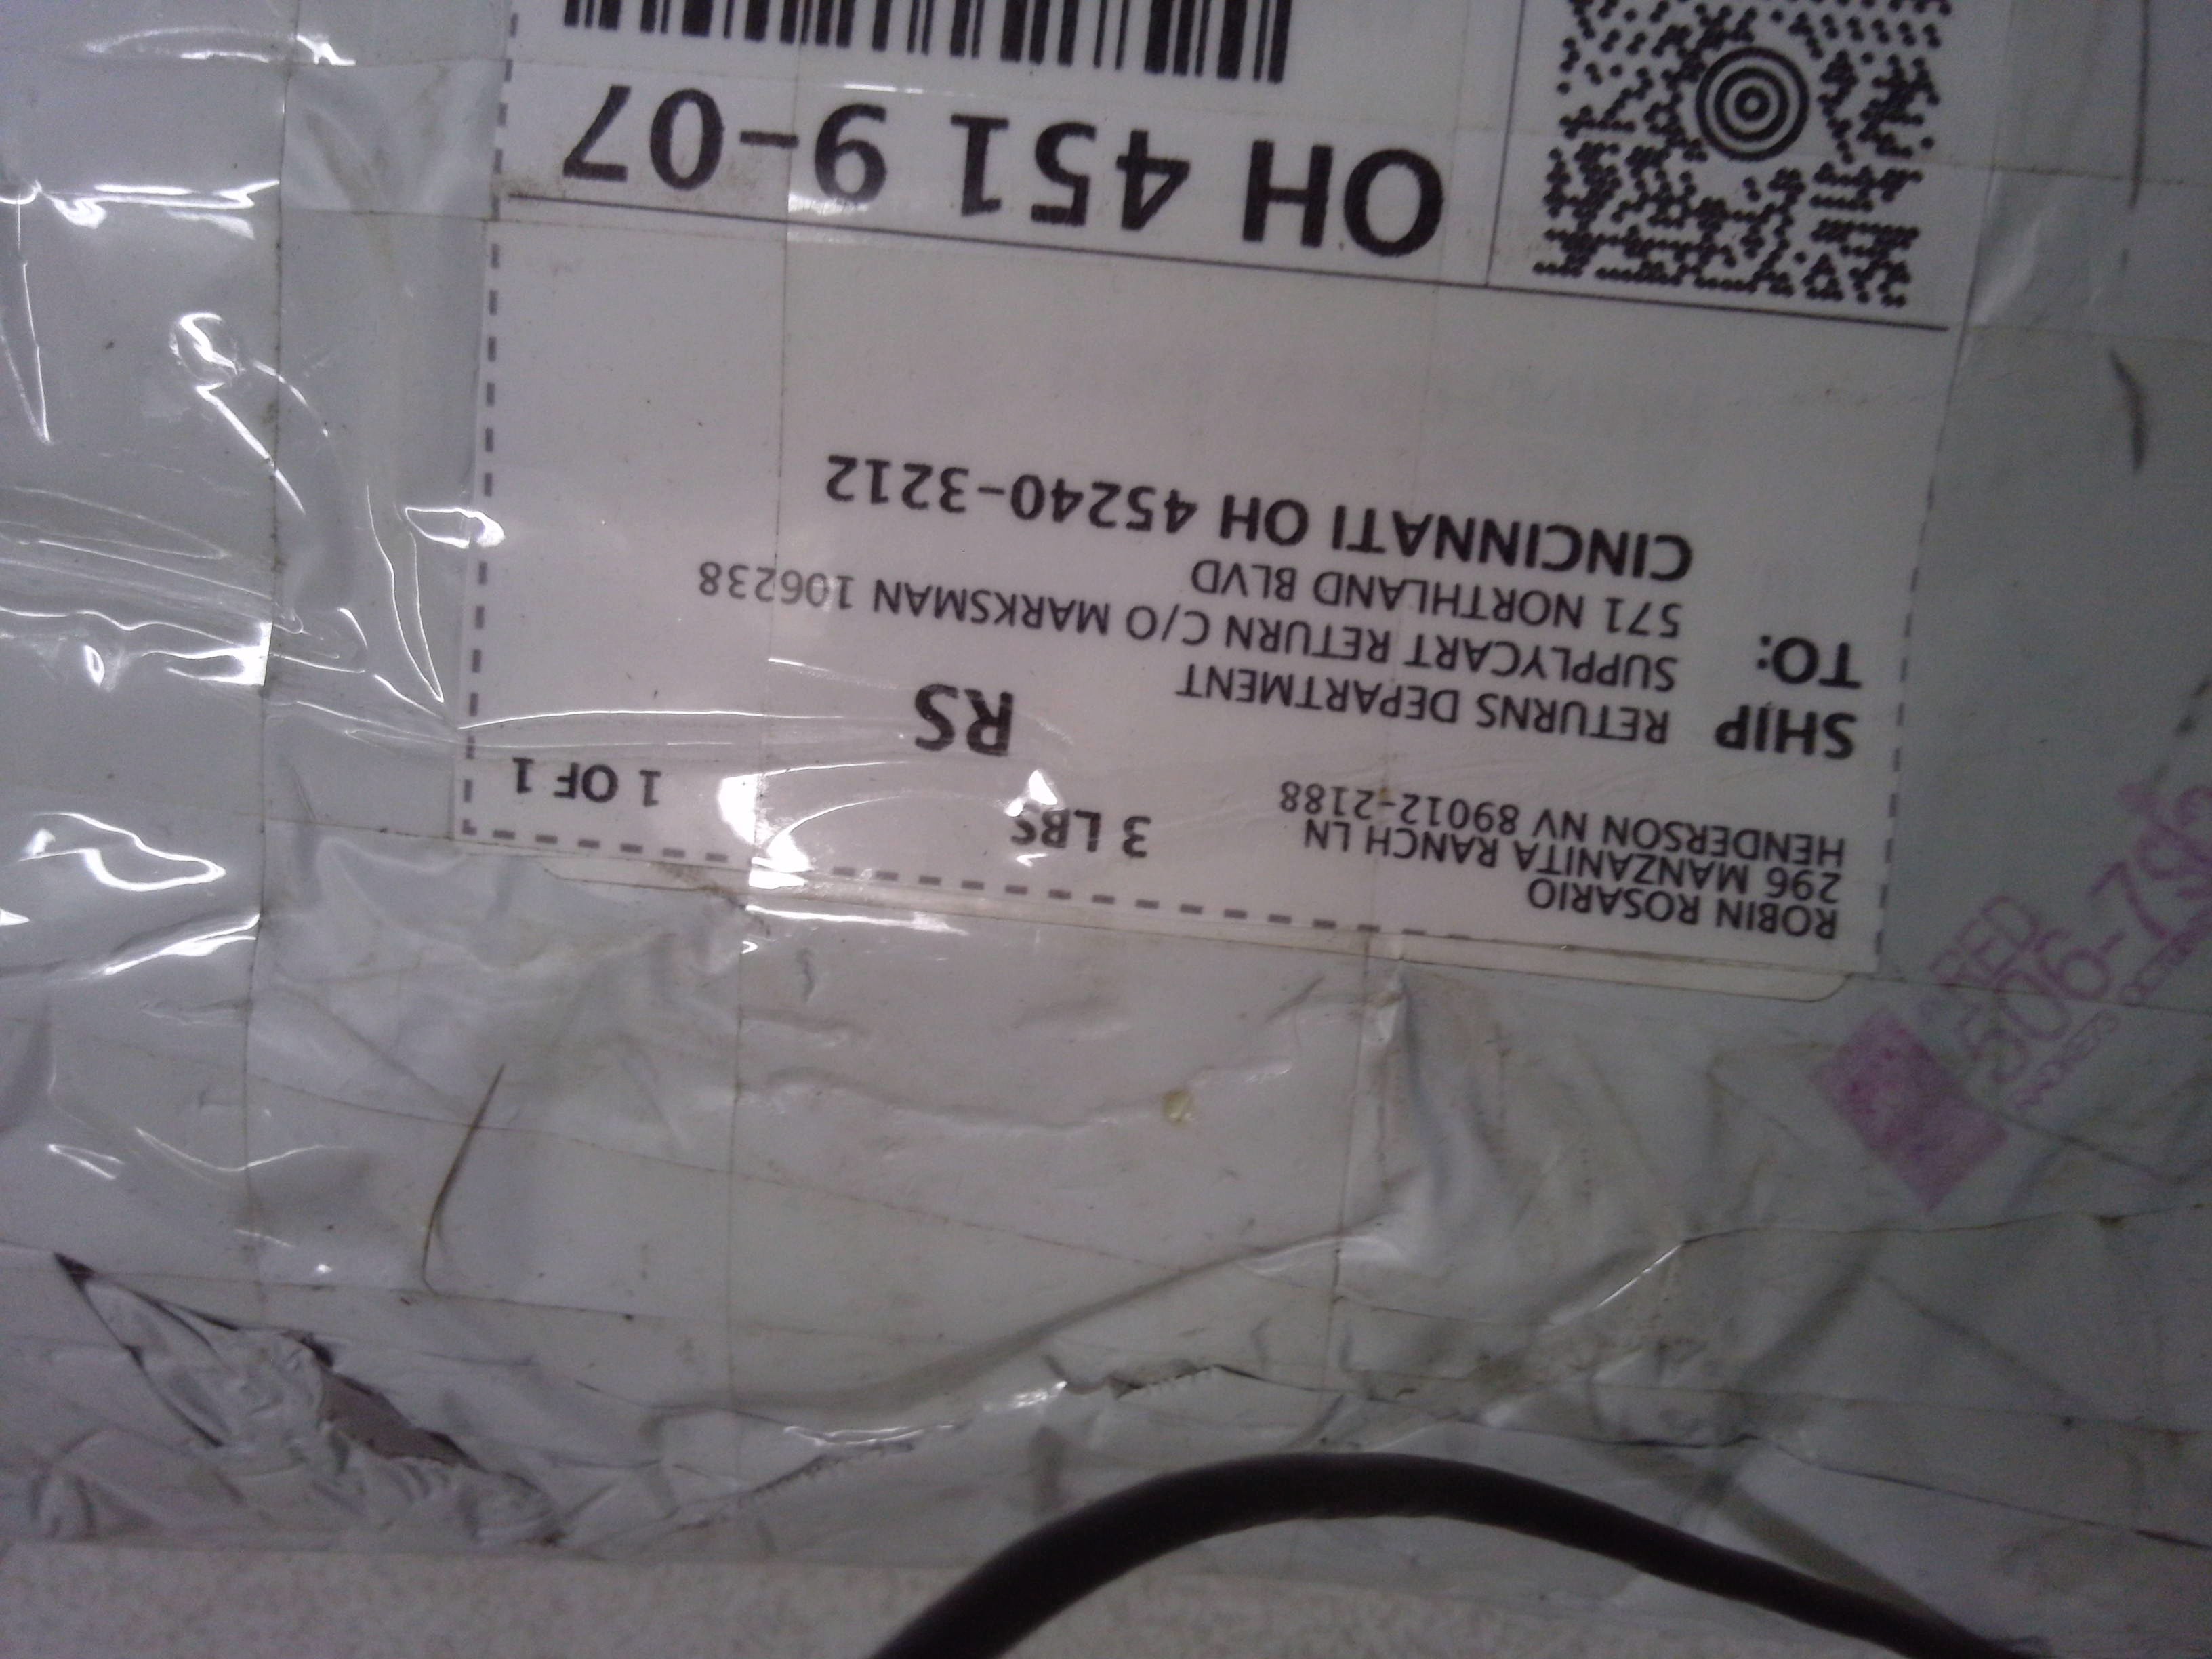 ROBIN ROSARIO
296 MANZANITA RANCH LN
HENDERSON NV 89012-2188
3 LBS
1 OF 1
RS
SHIP TO:
RETURNS DEPARTMENT
SUPPLYCART RETURN C/O MARKSMAN 106238
571 NORTHLAND BLVD
CINCINNATI OH 45240-3212
OH 451 9-07